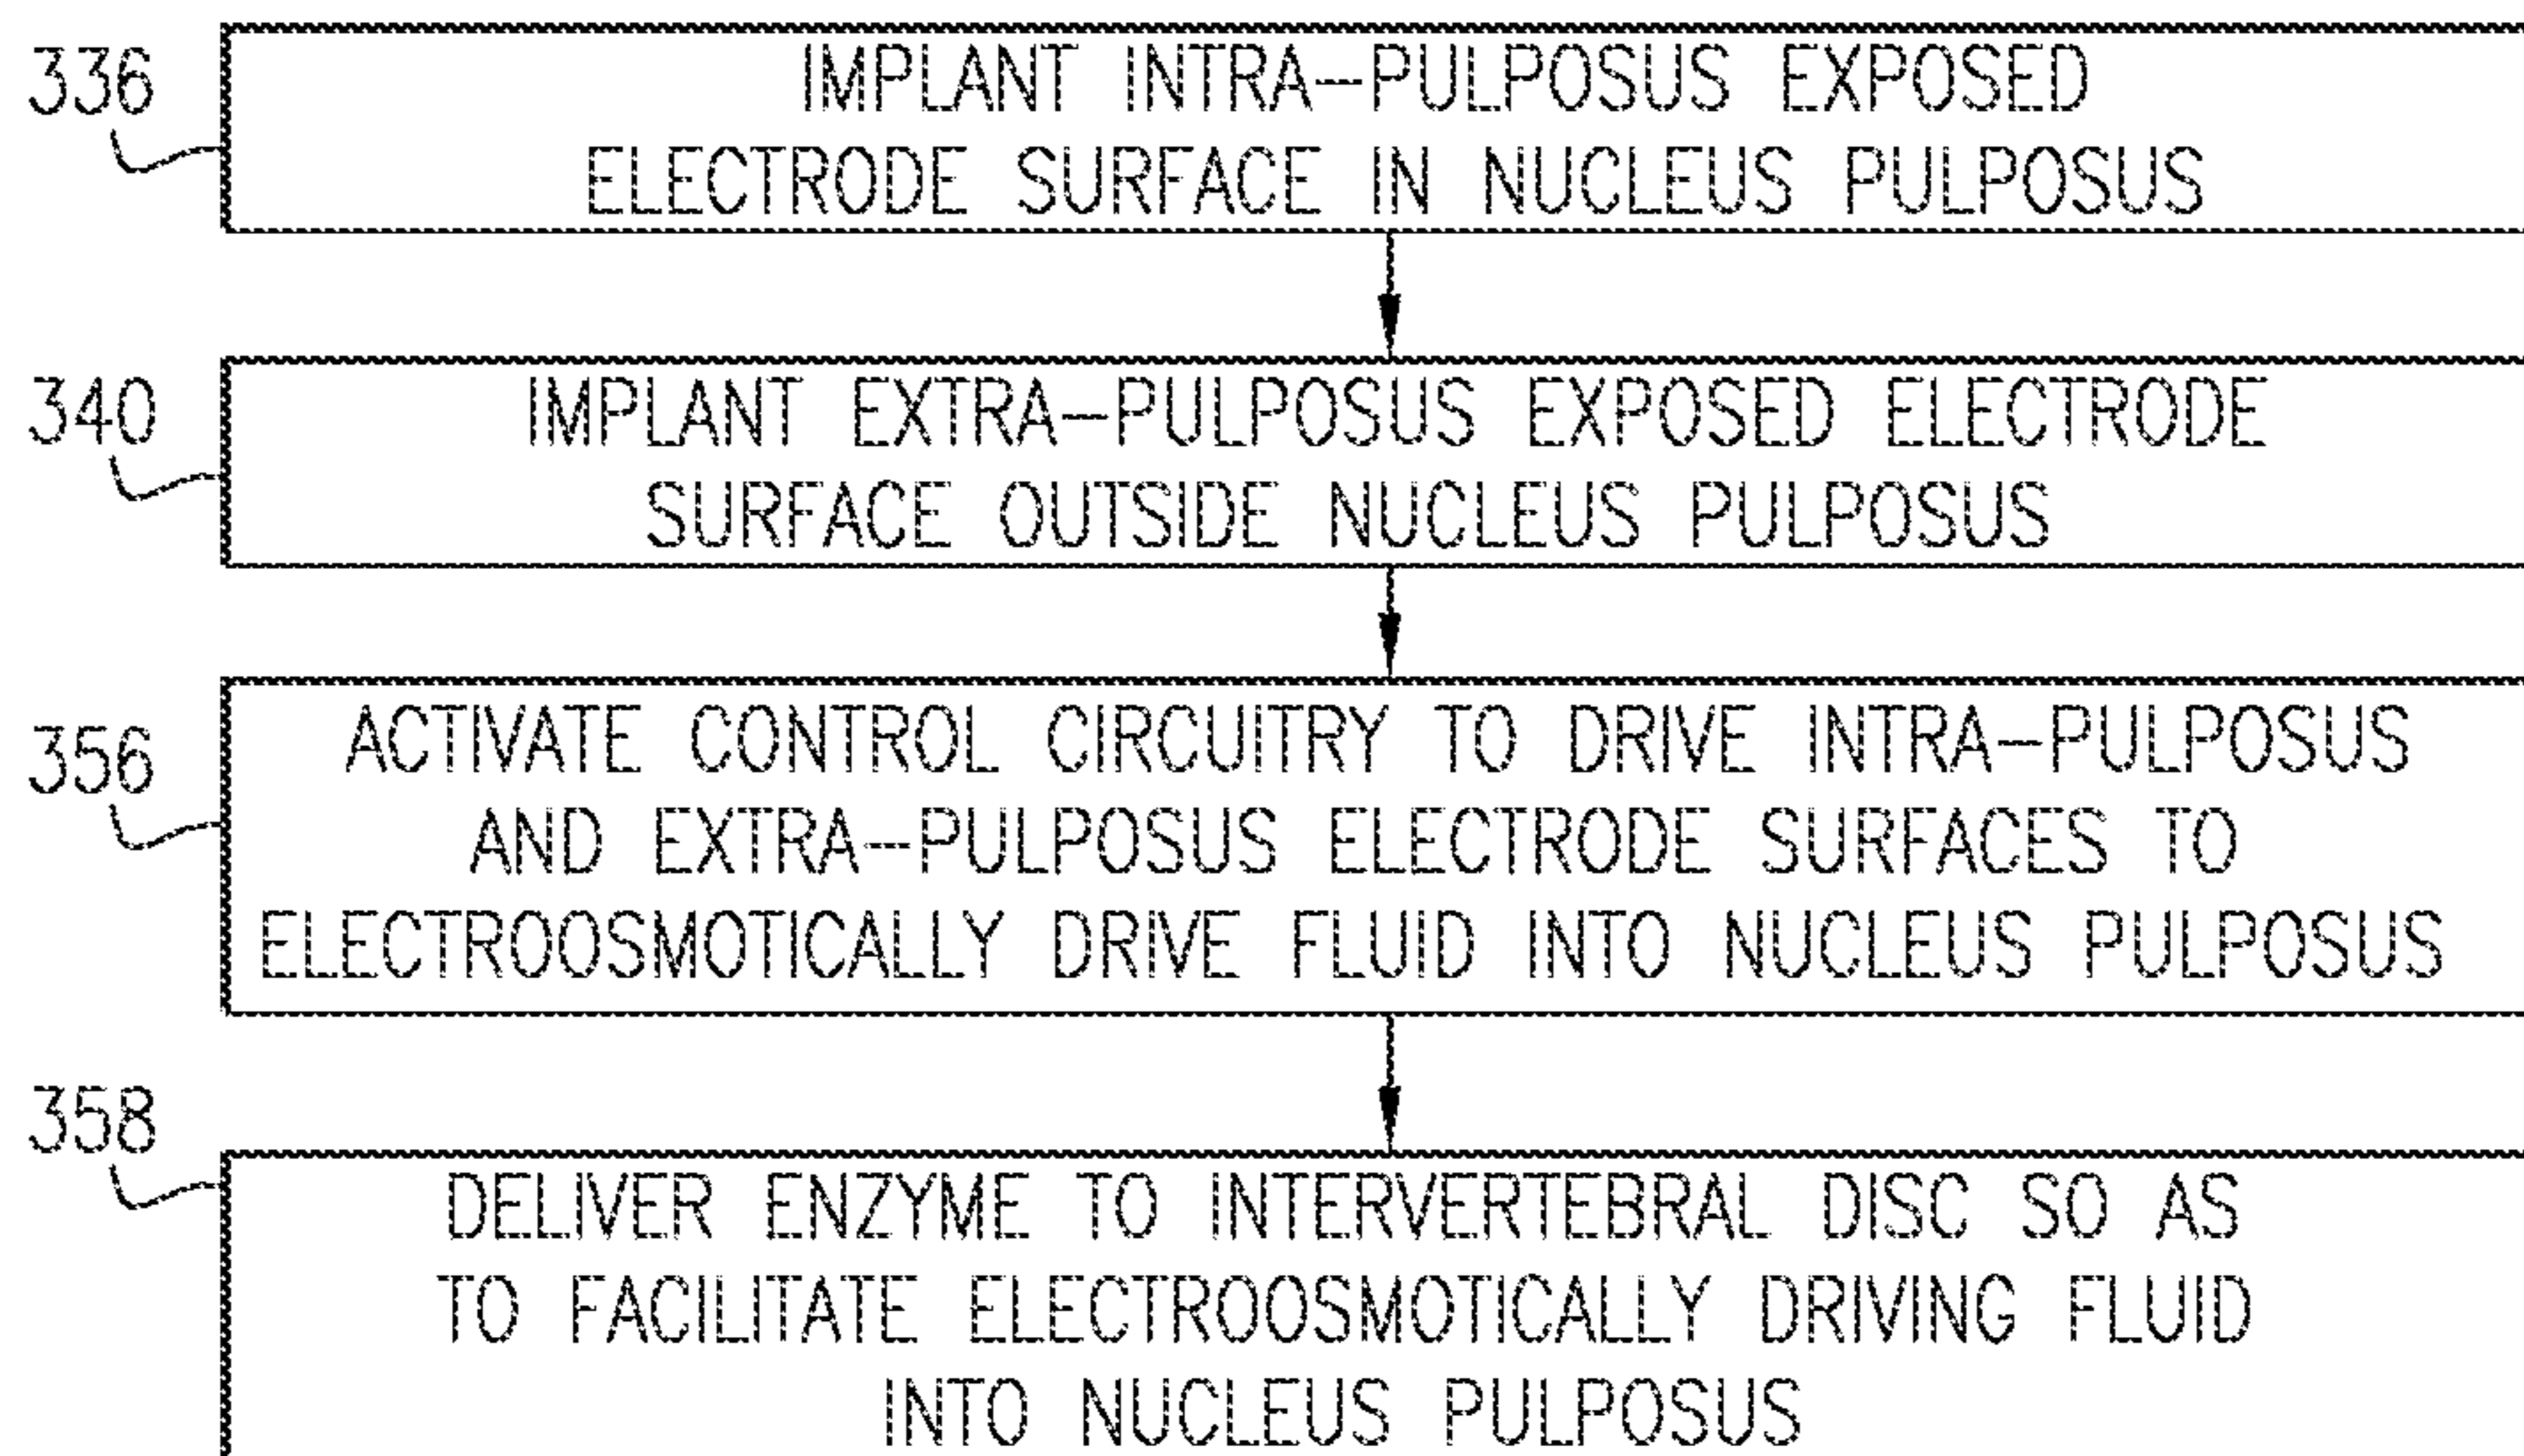 336
IMPLANT INTRA-PULPOSUS EXPOSED
ELECTRODE SURFACE IN NUCLEUS PULPOSUS
340
IMPLANT EXTRA-PULPOSUS EXPOSED ELECTRODE
SURFACE OUTSIDE NUCLEUS PULPOSUS
356
ACTIVATE CONTROL CIRCUITRY TO DRIVE INTRA-PULPOSUS
AND EXTRA-PULPOSUS ELECTRODE SURFACES TO
ELECTROOSMOTICALLY DRIVE FLUID INTO NUCLEUS PULPOSUS
358
DELIVER ENZYME TO INTERVERTEBRAL DISC SO AS
TO FACILITATE ELECTROOSMOTICALLY DRIVING FLUID
INTO NUCLEUS PULPOSUS